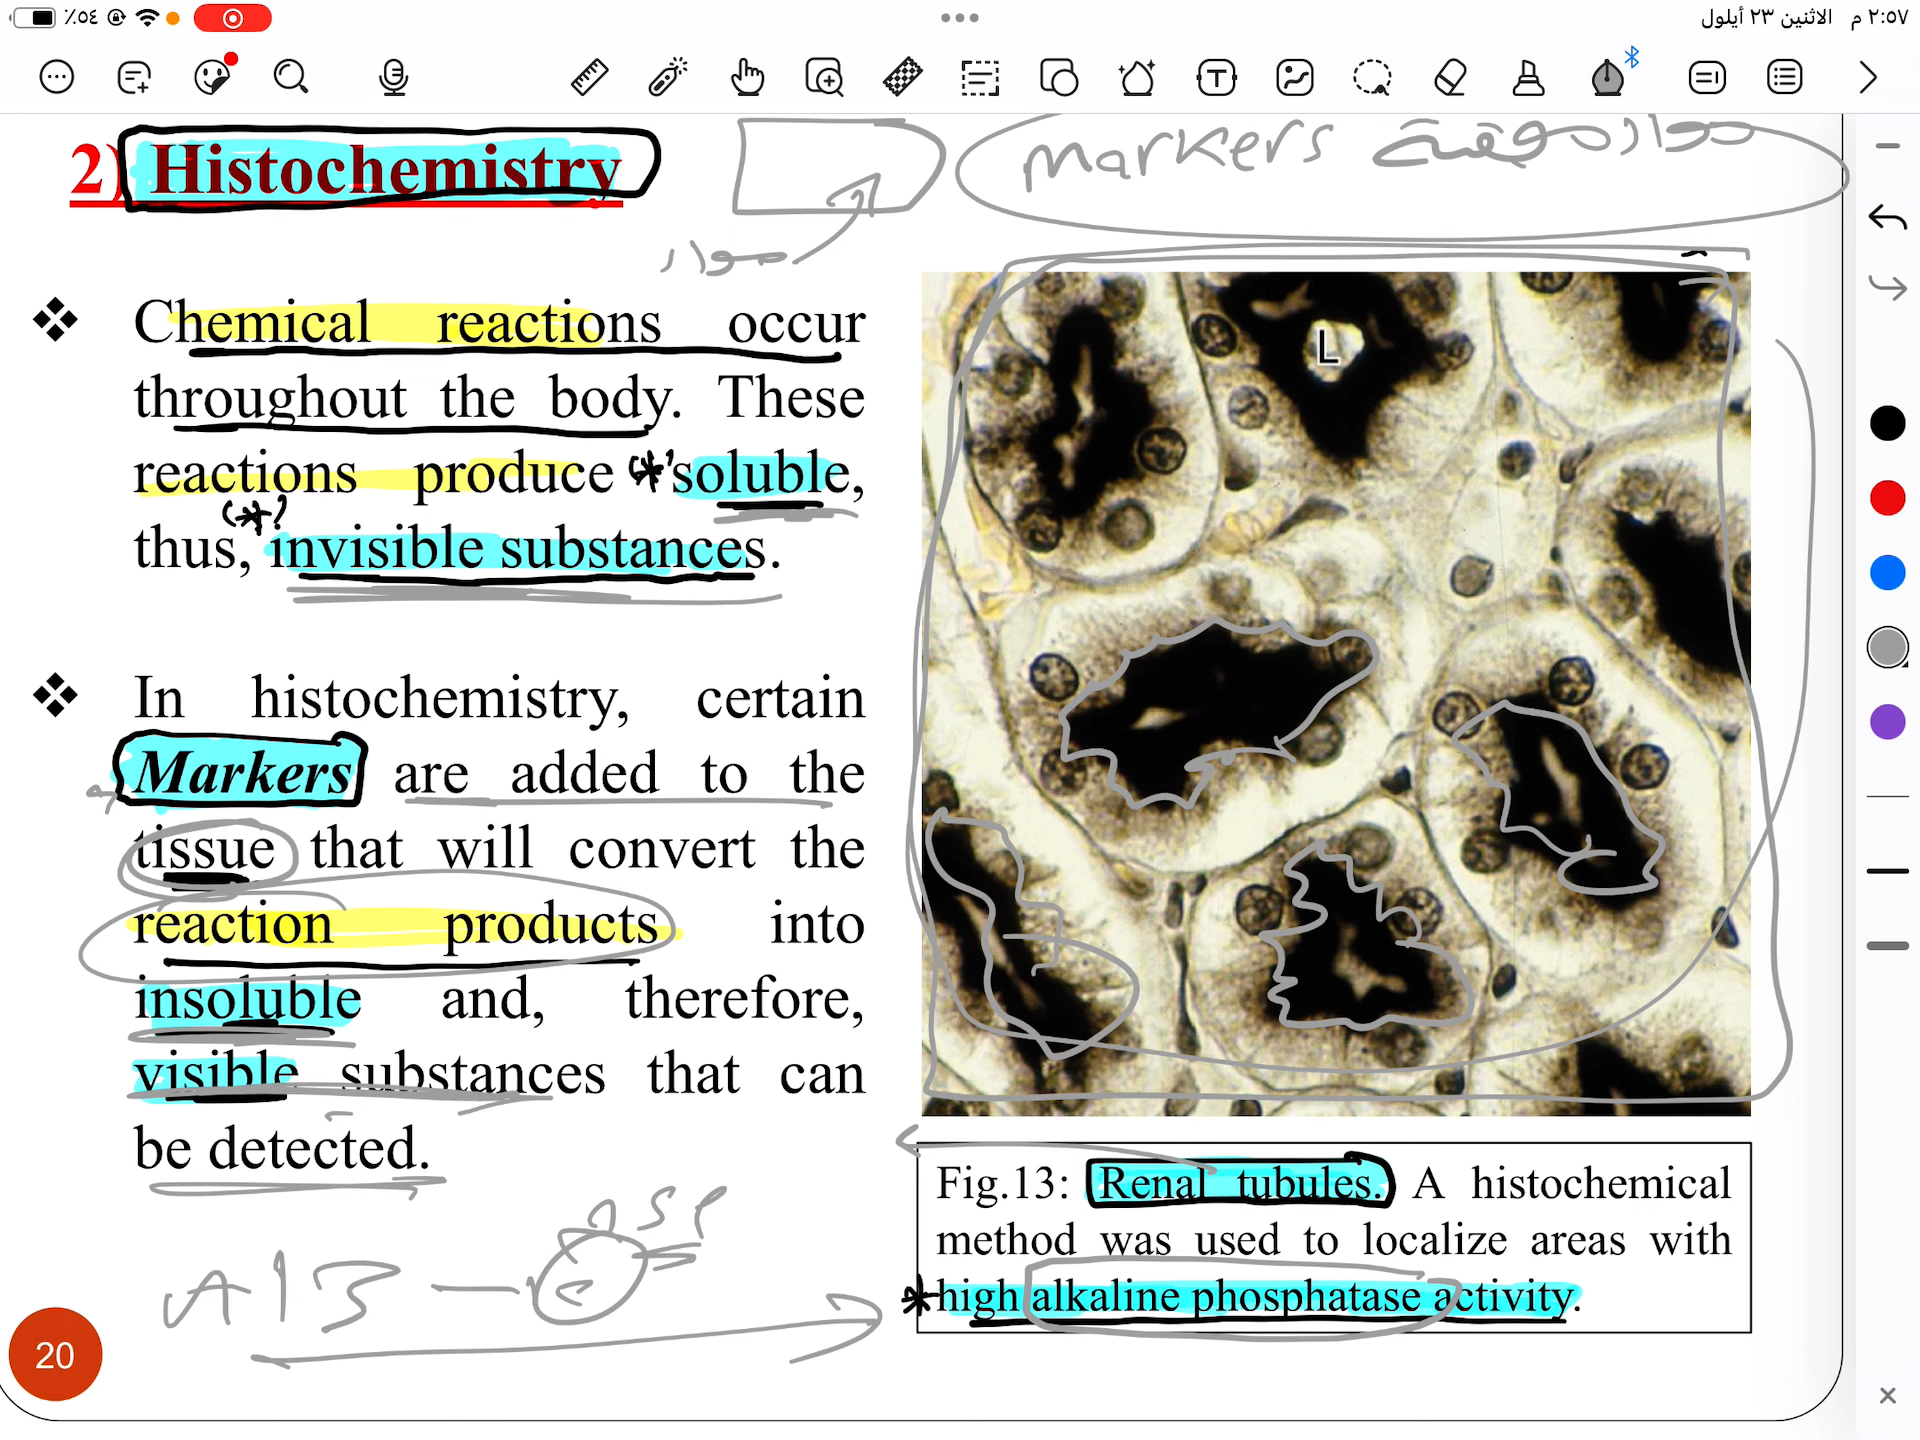 ٪٥٤
٢:٥٧ م الاثنين ٢٣ أيلول
2) Histochemistry
markers
مواد
Chemical reactions occur
throughout the body. These
reactions produce *soluble,
thus, *invisible substances.
L
In histochemistry, certain
Markers are added to the
tissue that will convert the
reaction products into
insoluble and, therefore,
visible substances that can
be detected.
Fig.13: Renal tubules. A histochemical
method was used to localize areas with
*high alkaline phosphatase activity.
20